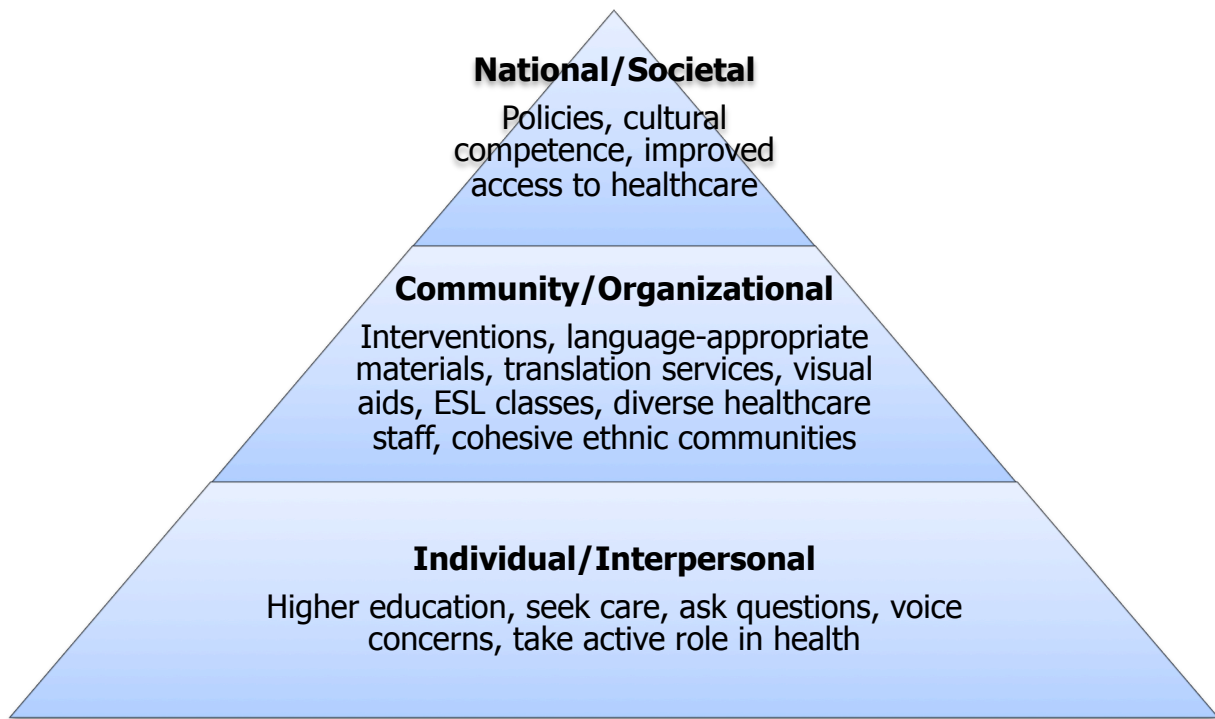 National/Societal
Policies, cultural
competence, improved
access to healthcare
Community/Organizational
Interventions, language-appropriate
materials, translation services, visual
aids, ESL classes, diverse healthcare
staff, cohesive ethnic communities
Individual/Interpersonal
Higher education, seek care, ask questions, voice
concerns, take active role in health